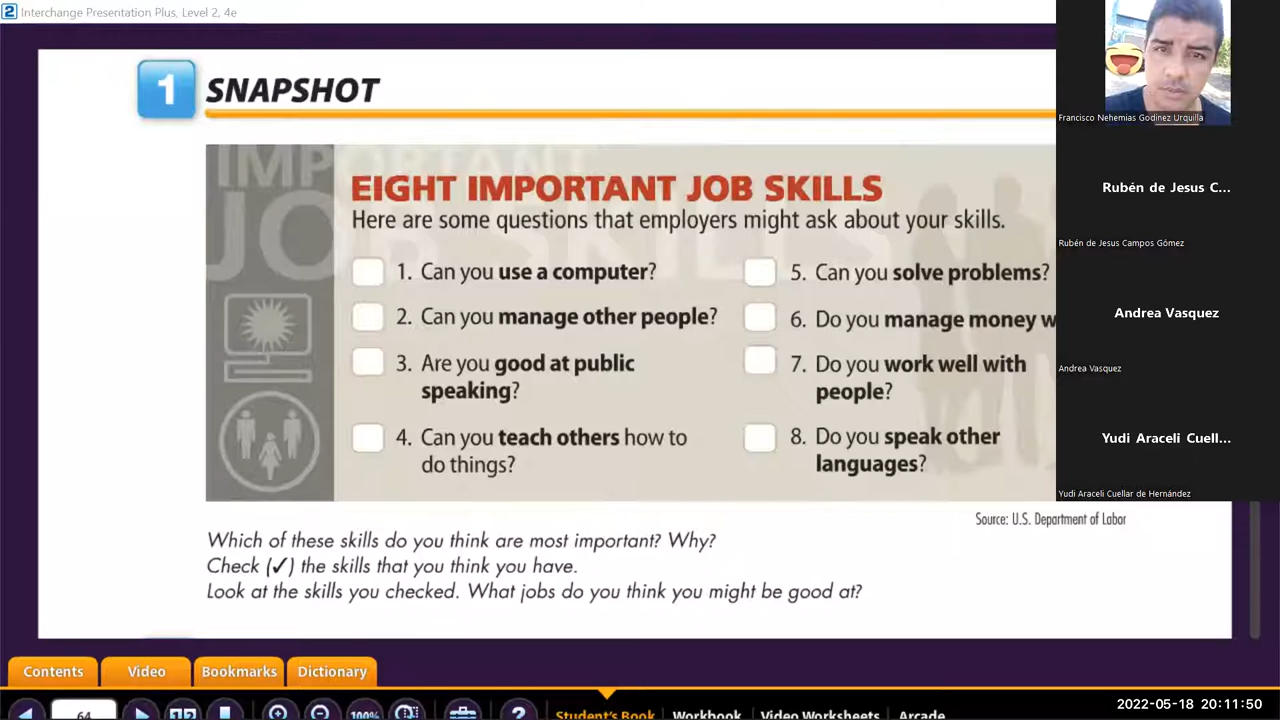 Interchange Presentation Plus, Level 2, 4e
1 SNAPSHOT
EIGHT IMPORTANT JOB SKILLS
Here are some questions that employers might ask about your skills.
1. Can you use a computer?
2. Can you manage other people?
3. Are you good at public
speaking?
4. Can you teach others how to
do things?
5. Can you solve problems?
6. Do you manage money w
7. Do you work well with
people?
8. Do you speak other
languages?
Source: U.S. Department of Labor
Which of these skills do you think are most important? Why?
Check (✓) the skills that you think you have.
Look at the skills you checked. What jobs do you think you might be good at?
Francisco Nehemias Godinez Urquilla
Rubén de Jesus C...
Rubén de Jesus Campos Gómez
Andrea Vasquez
Andrea Vasquez
Yudi Araceli Cuell...
Yudi Araceli Cuellar de Hernández
Contents Video Bookmarks Dictionary
64 100% ? Student's Book Workbook Video Worksheets Arcade
2022-05-18 20:11:50